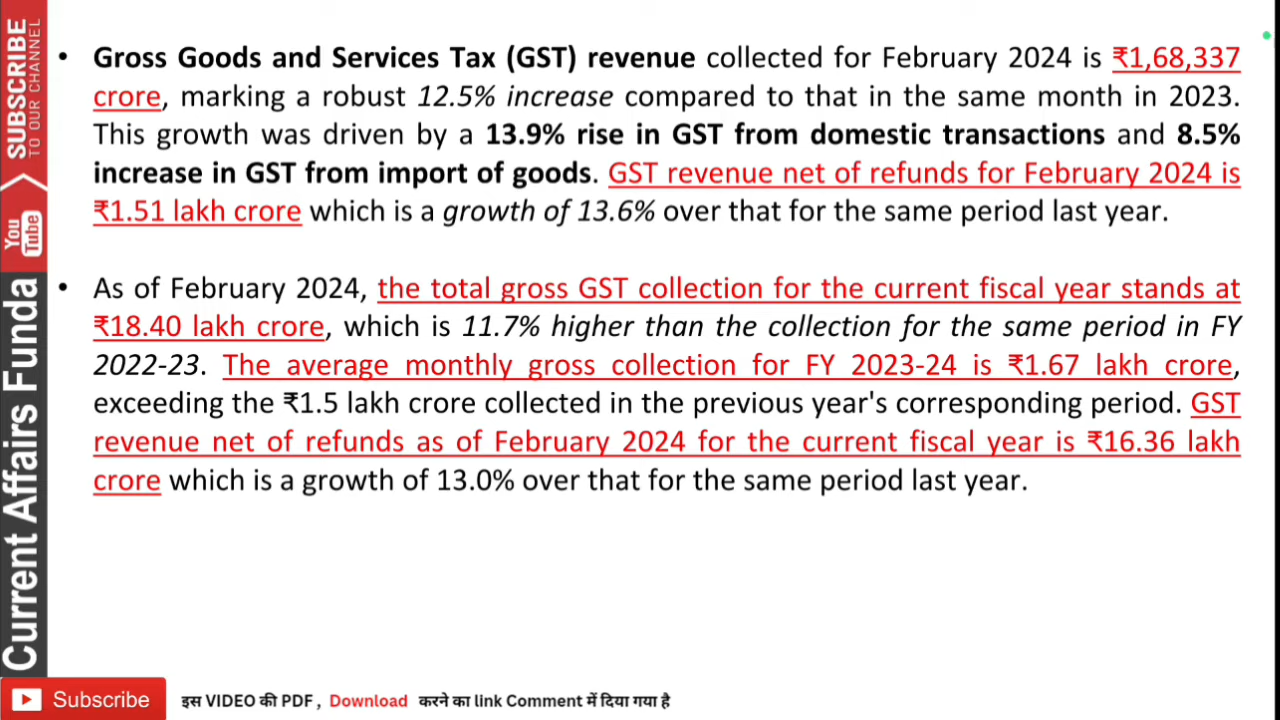 • Gross Goods and Services Tax (GST) revenue collected for February 2024 is ₹1,68,337
crore, marking a robust 12.5% increase compared to that in the same month in 2023.
This growth was driven by a 13.9% rise in GST from domestic transactions and 8.5%
increase in GST from import of goods. GST revenue net of refunds for February 2024 is
₹1.51 lakh crore which is a growth of 13.6% over that for the same period last year.
• As of February 2024, the total gross GST collection for the current fiscal year stands at
₹18.40 lakh crore, which is 11.7% higher than the collection for the same period in FY
2022-23. The average monthly gross collection for FY 2023-24 is ₹1.67 lakh crore,
exceeding the ₹1.5 lakh crore collected in the previous year's corresponding period. GST
revenue net of refunds as of February 2024 for the current fiscal year is ₹16.36 lakh
crore which is a growth of 13.0% over that for the same period last year.
SUBSCRIBE
TO OUR CHANNEL
You
Tube
Current Affairs Funda
Subscribe
इस VIDEO की PDF , Download करने का link Comment में दिया गया है